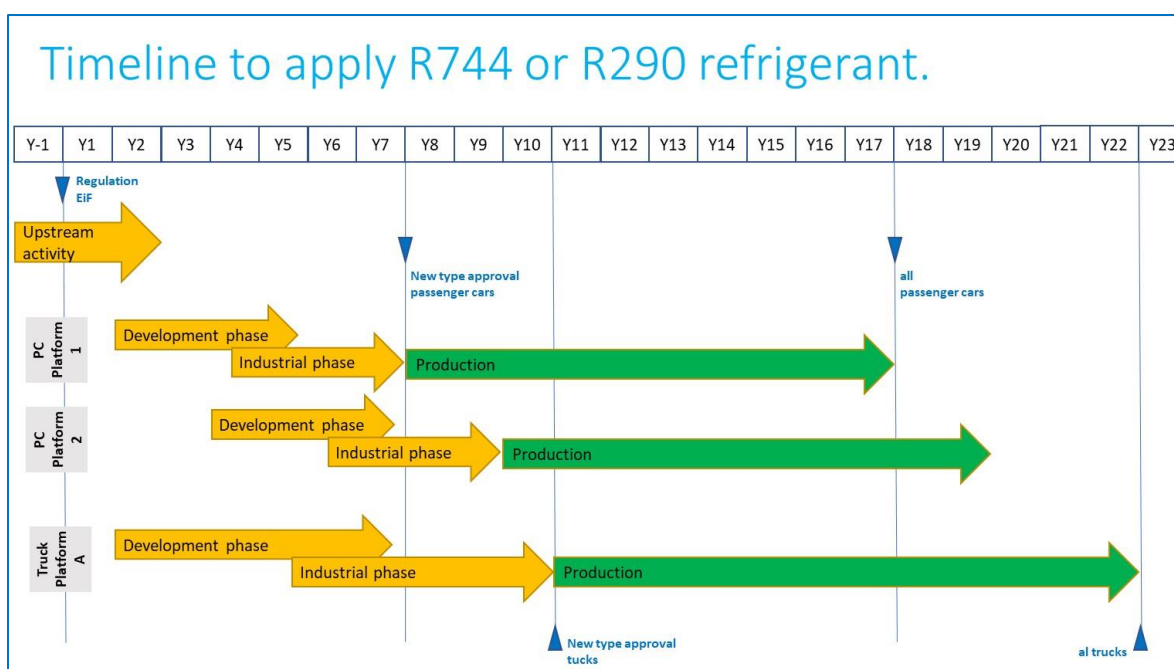 Timeline to apply R744 or R290 refrigerant.
Y-1 Y1 Y2 Y3 Y4 Y5 Y6 Y7 Y8 Y9 Y10 Y11 Y12 Y13 Y14 Y15 Y16 Y17 Y18 Y19 Y20 Y21 Y22 Y23
Regulation
EiF
Upstream
activity
New type approval
passenger cars
all
passenger cars
PC
Platform
1
Development phase
Industrial phase
Production
PC
Platform
2
Development phase
Industrial phase
Production
Truck
Platform
A
Development phase
Industrial phase
Production
New type approval
tucks
al trucks